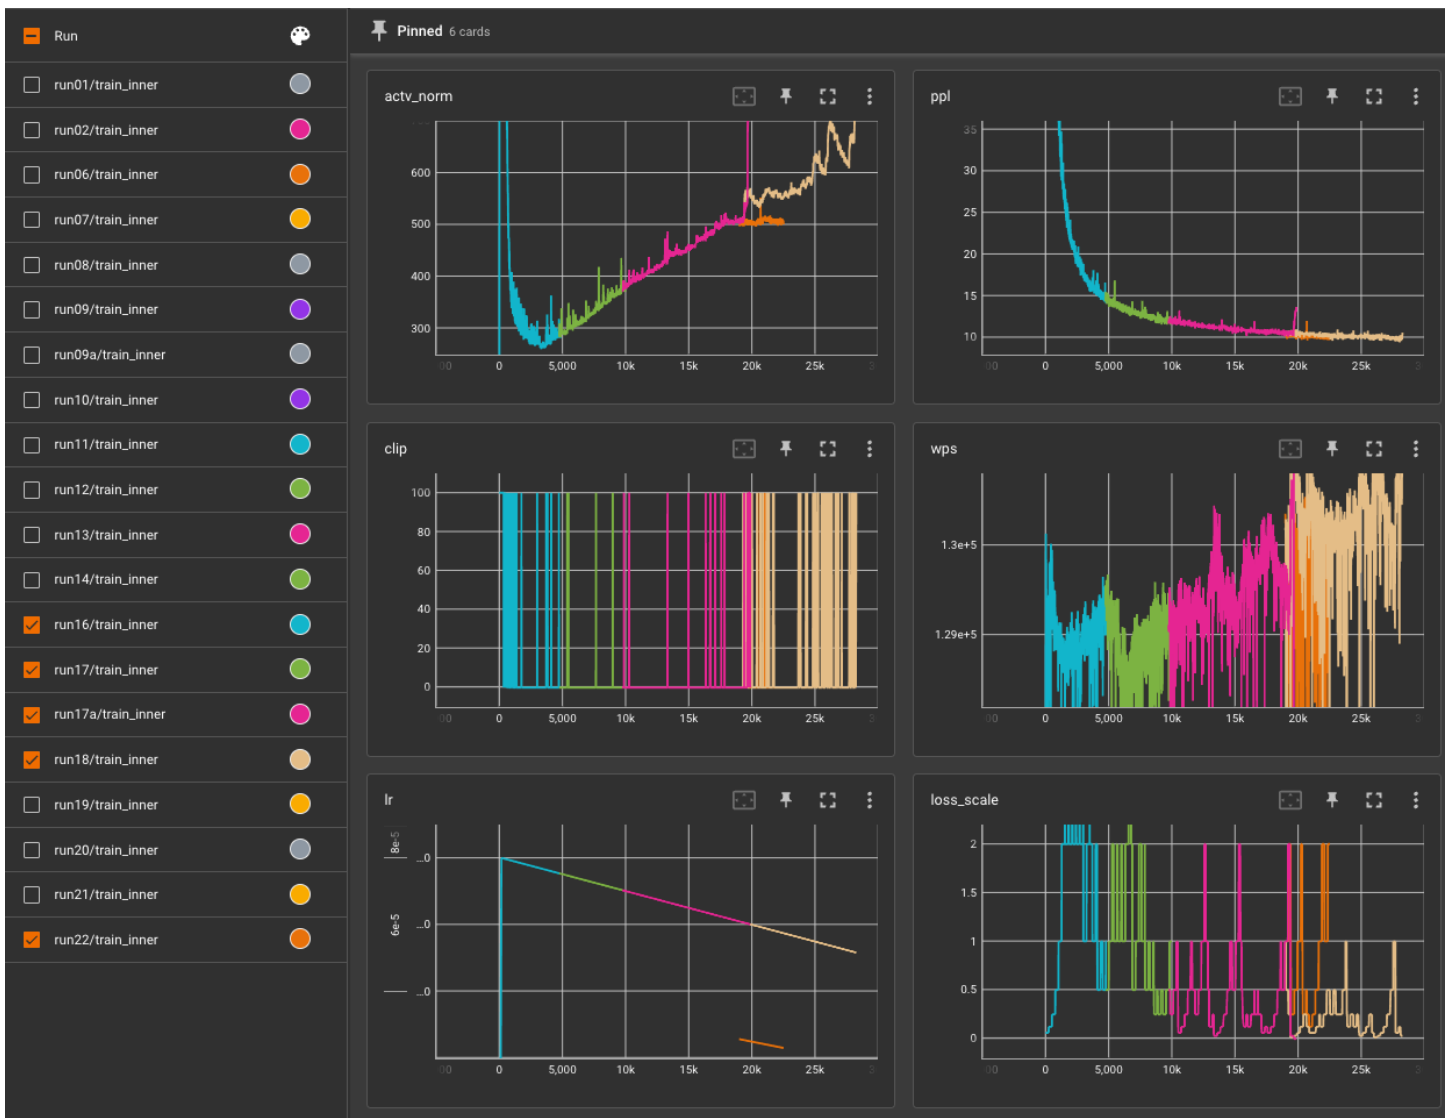 Run
run01/train_inner
run02/train_inner
run06/train_inner
run07/train_inner
run08/train_inner
run09/train_inner
run09a/train_inner
run10/train_inner
run11/train_inner
run12/train_inner
run13/train_inner
run14/train_inner
run16/train_inner
run17/train_inner
run17a/train_inner
run18/train_inner
run19/train_inner
run20/train_inner
run21/train_inner
run22/train_inner
Pinned 6 cards
actv_norm
600
500
400
300
0 5,000 10k 15k 20k 25k
ppl
35
30
25
20
15
10
0 5,000 10k 15k 20k 25k
clip
100
80
60
40
20
0
0 5,000 10k 15k 20k 25k
wps
1.3e+5
1.29e+5
0 5,000 10k 15k 20k 25k
lr
8e-5
...0
6e-5
...0
...0
0 5,000 10k 15k 20k 25k
loss_scale
2
1.5
1
0.5
0
0 5,000 10k 15k 20k 25k